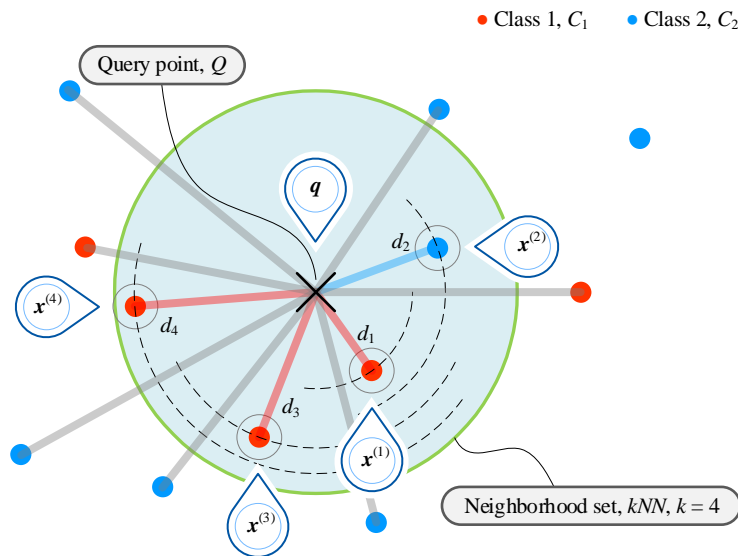 Class 1, C₁
Class 2, C₂
Query point, Q
q
d₂
x⁽²⁾
x⁽⁴⁾
d₄
d₁
d₃
x⁽¹⁾
Neighborhood set, kNN, k = 4
x⁽³⁾